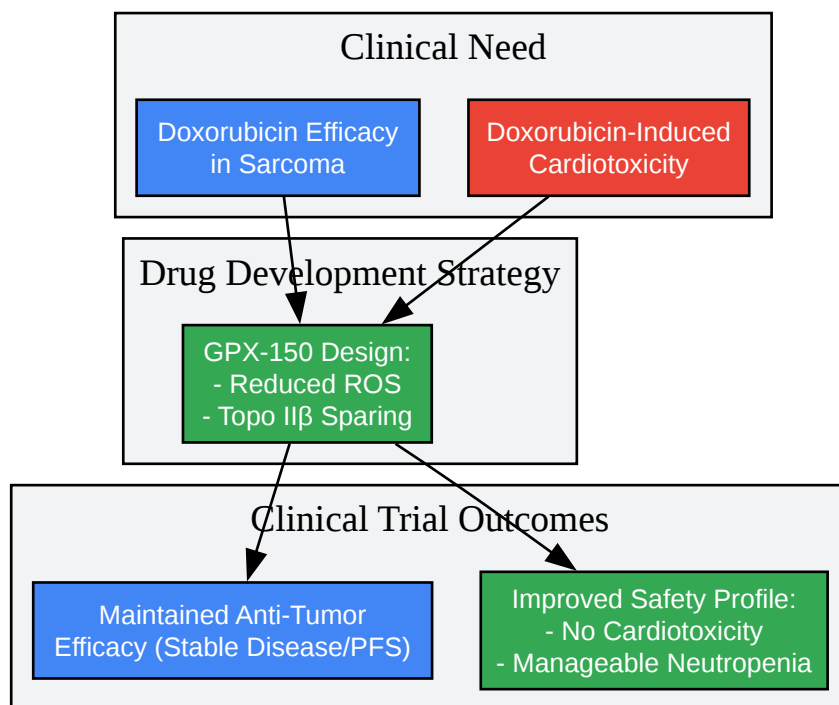 Clinical Need
Doxorubicin Efficacy
in Sarcoma
Doxorubicin-Induced
Cardiotoxicity
Drug Development Strategy
GPX-150 Design:
- Reduced ROS
- Topo IIβ Sparing
Clinical Trial Outcomes
Maintained Anti-Tumor
Efficacy (Stable Disease/PFS)
Improved Safety Profile:
- No Cardiotoxicity
- Manageable Neutropenia